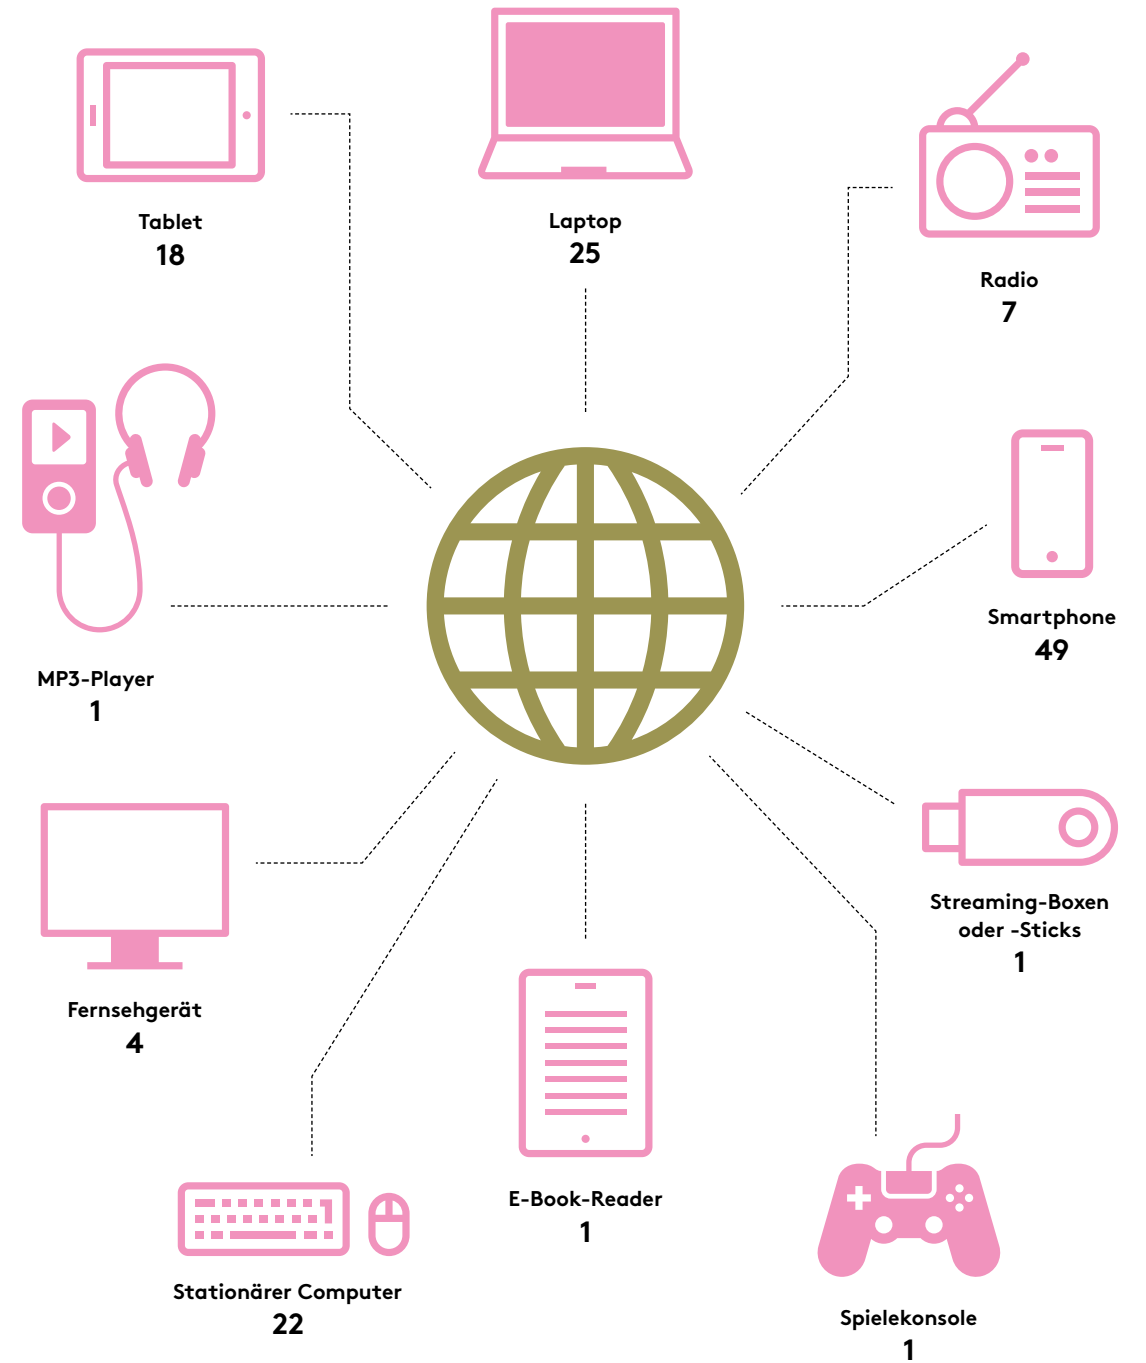 Tablet
18
Laptop
25
Radio
7
MP3-Player
1
Smartphone
49
Fernsehgerät
4
Streaming-Boxen
oder -Sticks
1
Stationärer Computer
22
E-Book-Reader
1
Spielekonsole
1